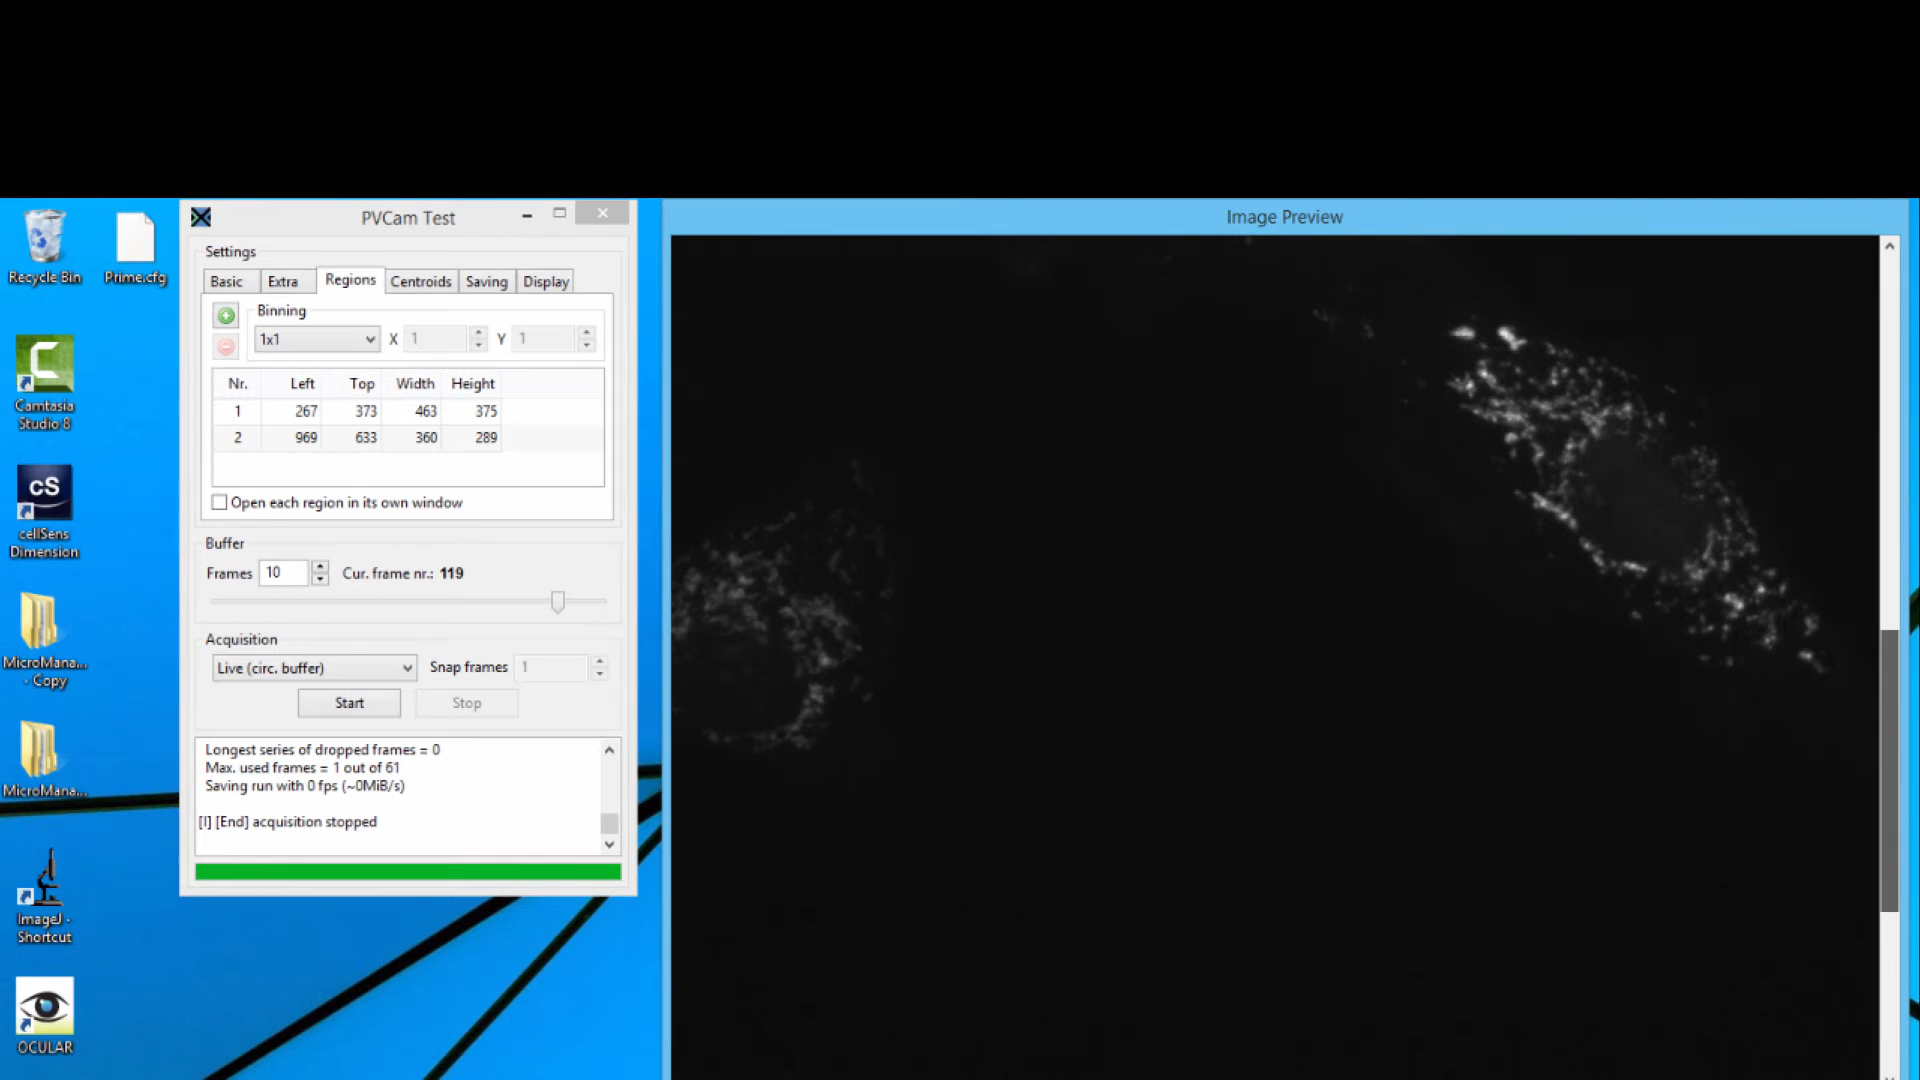 Recycle Bin
Prime.cfg
Camtasia
Studio 8
cS
cellSens
Dimension
MicroMana...
- Copy
MicroMana...
ImageJ -
Shortcut
OCULAR
PVCam Test
Settings
Basic Extra Regions Centroids Saving Display
Binning
1x1 X 1 Y 1
Nr. Left Top Width Height
1 267 373 463 375
2 969 633 360 289
Open each region in its own window
Buffer
Frames 10 Cur. frame nr.: 119
Acquisition
Live (circ. buffer) Snap frames 1
Start Stop
Longest series of dropped frames = 0
Max. used frames = 1 out of 61
Saving run with 0 fps (~0MiB/s)
[I] [End] acquisition stopped
Image Preview